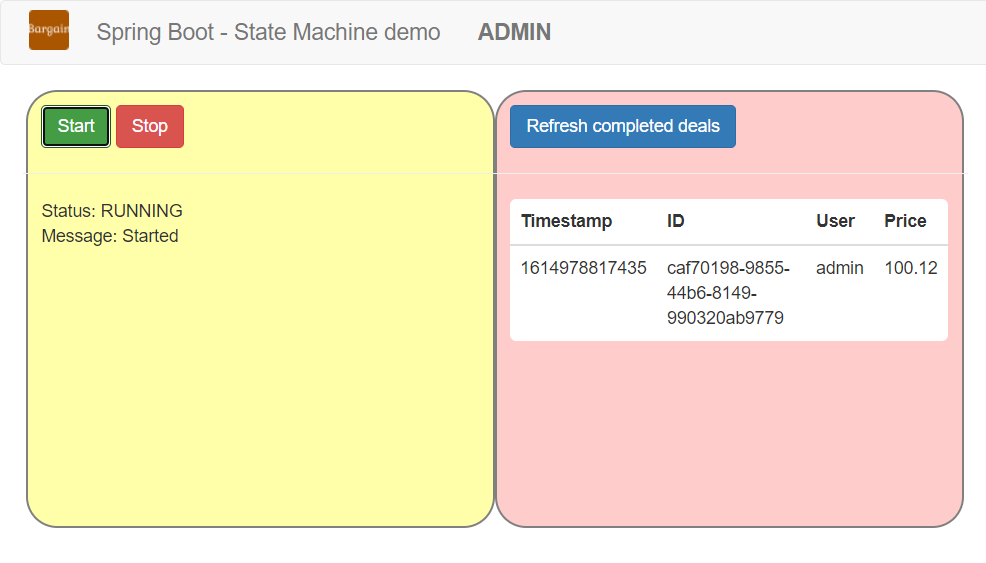 Bargain
Spring Boot - State Machine demo ADMIN
Start Stop
Status: RUNNING
Message: Started
Refresh completed deals
Timestamp ID User Price
1614978817435 caf70198-9855- admin 100.12
44b6-8149-
990320ab9779